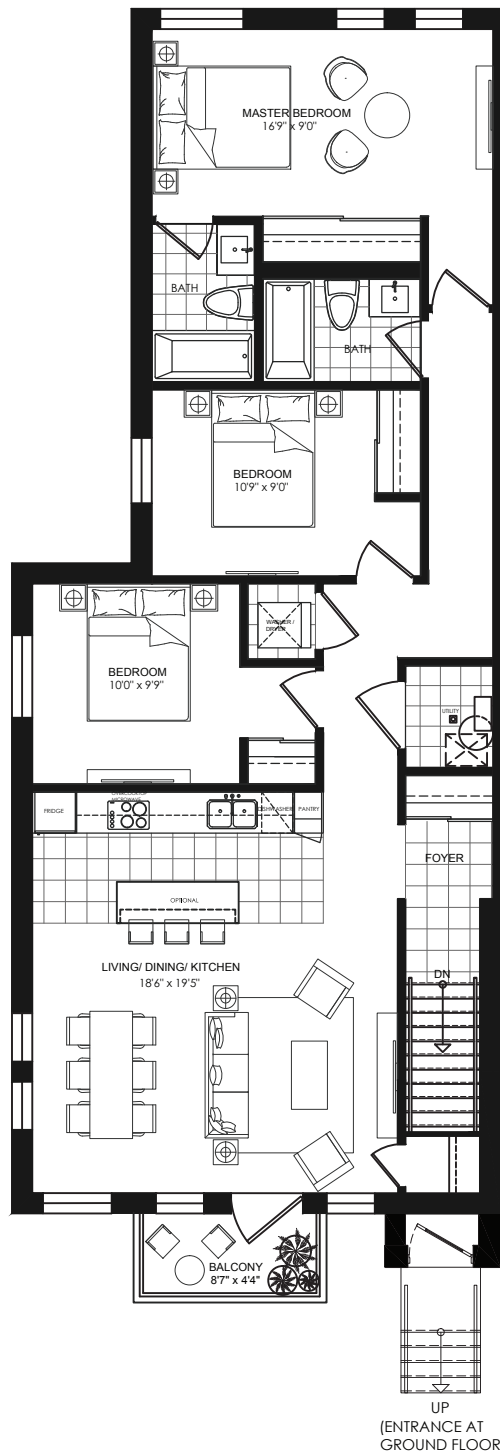 MASTER BEDROOM
16'9" x 9'0"
BATH
BATH
BEDROOM
10'9" x 9'0"
WASHER /
DRYER
BEDROOM
10'0" x 9'9"
UTILITY
MICROWAVE
FRIDGE
DISHWASHER
PANTRY
FOYER
OPTIONAL
LIVING/ DINING/ KITCHEN
18'6" x 19'5"
DN
BALCONY
8'7" x 4'4"
UP
(ENTRANCE AT
GROUND FLOOR